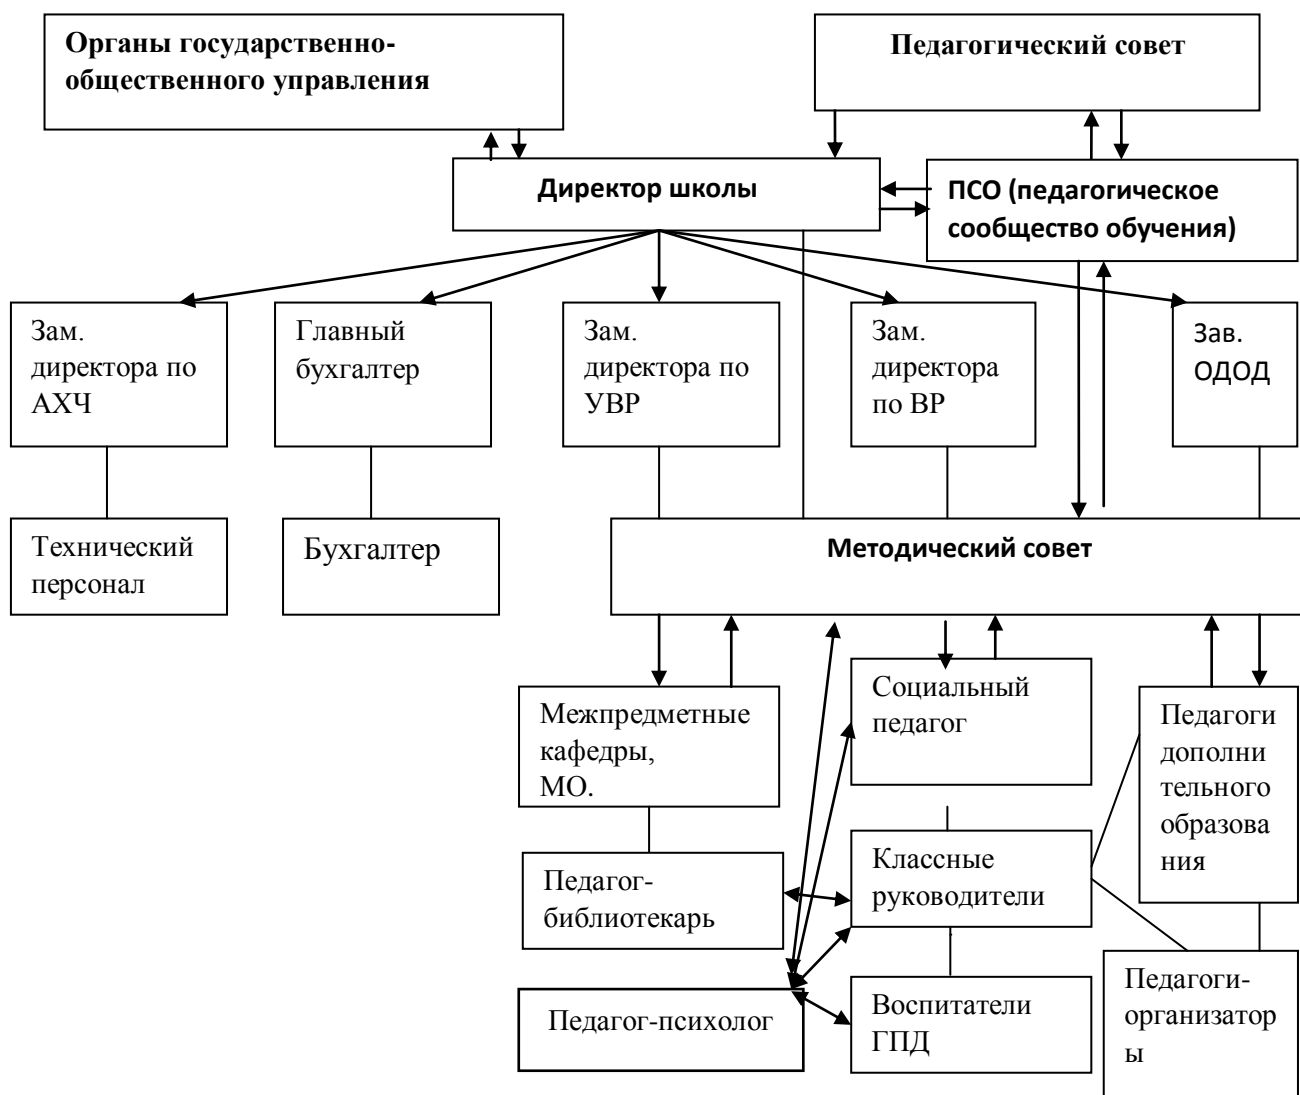 Органы государственно-
общественного управления
Педагогический совет
Директор школы
ПСО (педагогическое
сообщество обучения)
Зам.
директора по
АХЧ
Главный
бухгалтер
Зам.
директора по
УВР
Зам.
директора
по ВР
Зав.
ОДОД
Технический
персонал
Бухгалтер
Методический совет
Межпредметные
кафедры,
МО.
Социальный
педагог
Педагоги
дополни
тельного
образова
ния
Педагог-
библиотекарь
Классные
руководители
Педагог-психолог
Воспитатели
ГПД
Педагоги-
организатор
ы